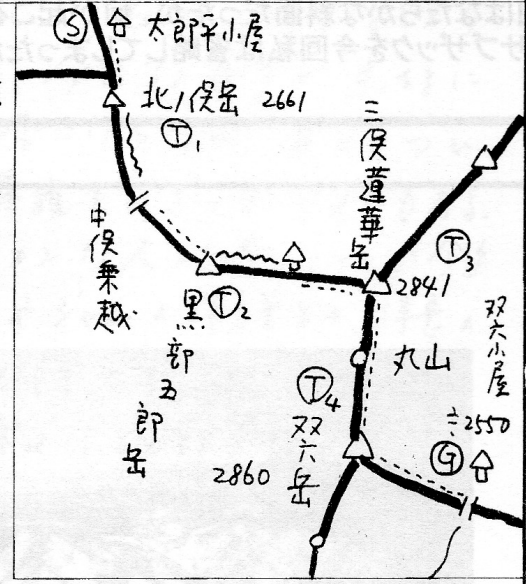 Ⓢ 太郎平小屋
北ノ俣岳 2661
Ⓣ1
中俣乗越
黒部五郎岳
Ⓣ2
三俣蓮華岳
2841
Ⓣ3
丸山
Ⓣ4
双六岳
2860
双六小屋
2550
Ⓖ